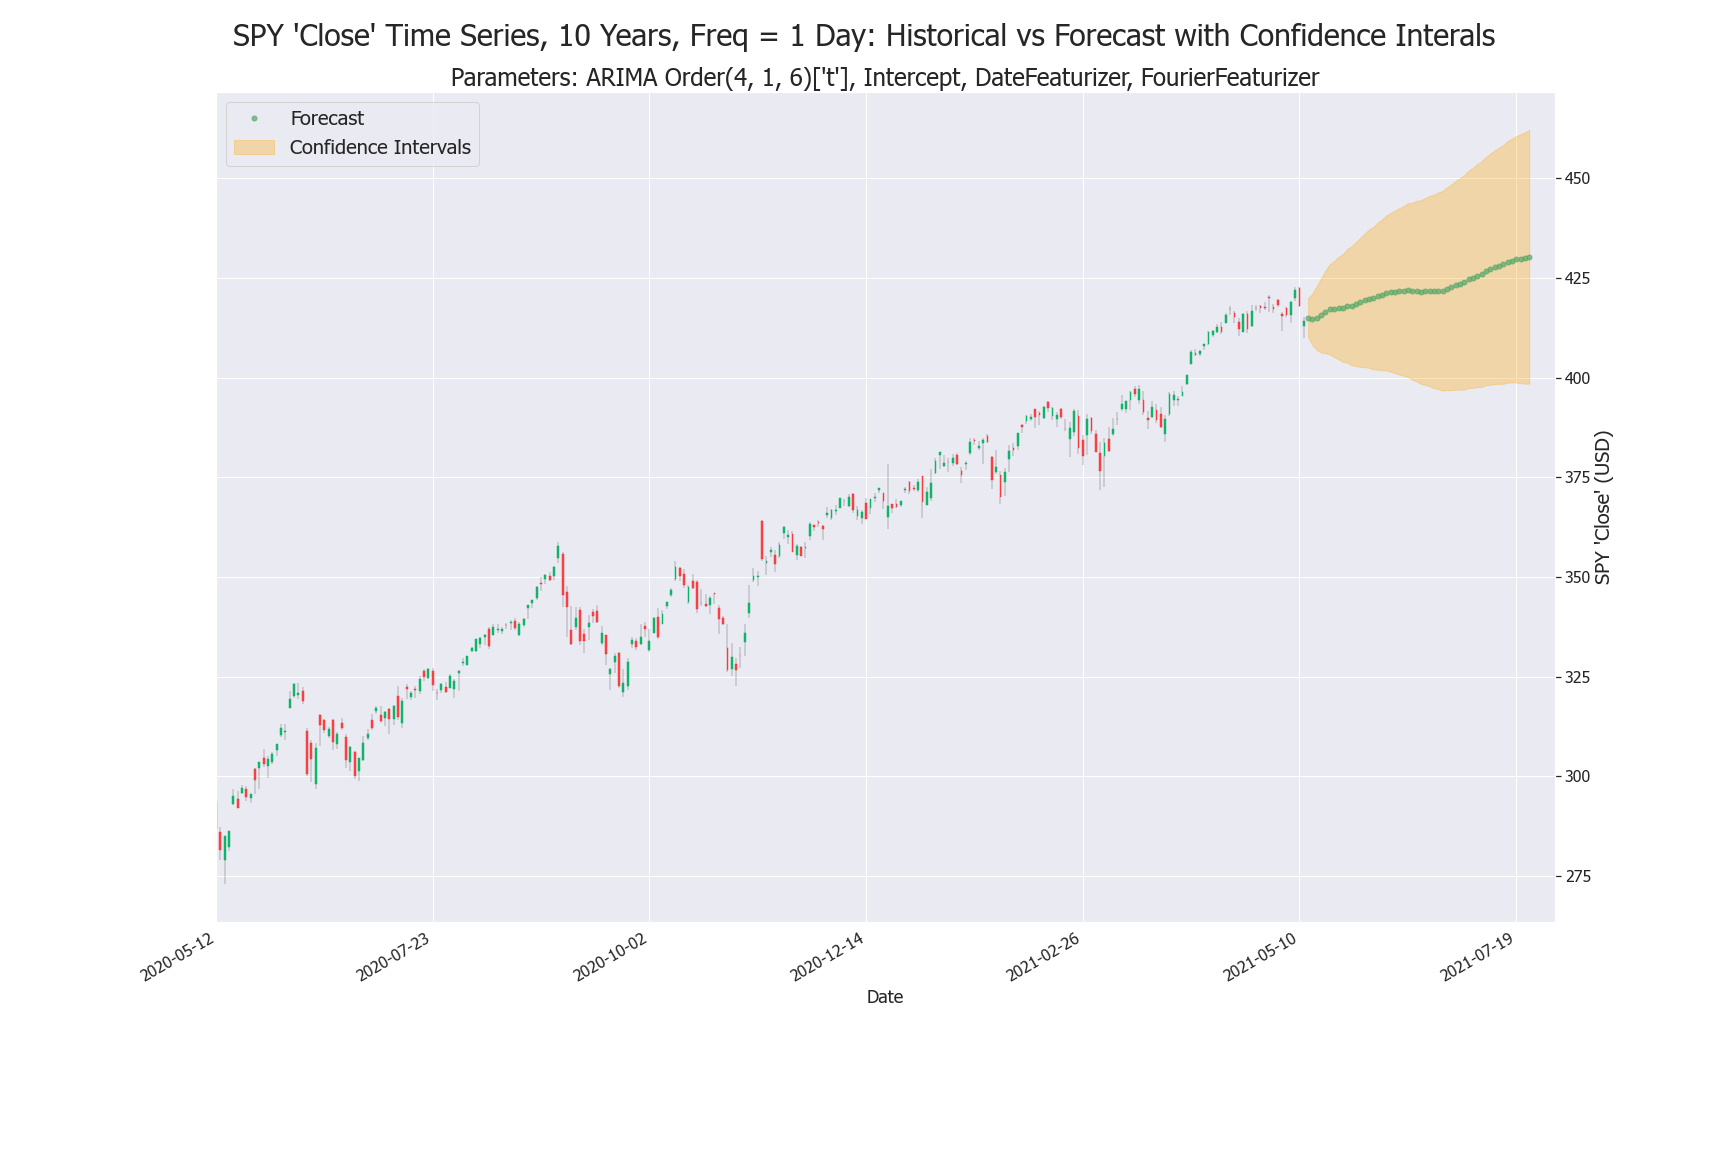 SPY 'Close' Time Series, 10 Years, Freq = 1 Day: Historical vs Forecast with Confidence Interals
Parameters: ARIMA Order(4, 1, 6)['t'], Intercept, DateFeaturizer, FourierFeaturizer
Forecast
Confidence Intervals
450
425
400
375
350
325
300
275
SPY 'Close' (USD)
2020-05-12
2020-07-23
2020-10-02
2020-12-14
2021-02-26
2021-05-10
2021-07-19
Date